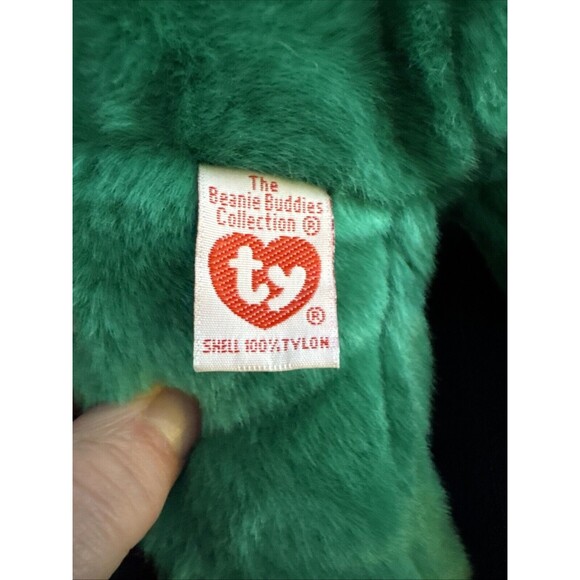 The
Beanie Buddies
Collection ®
ty
®
SHELL 100% TYLON